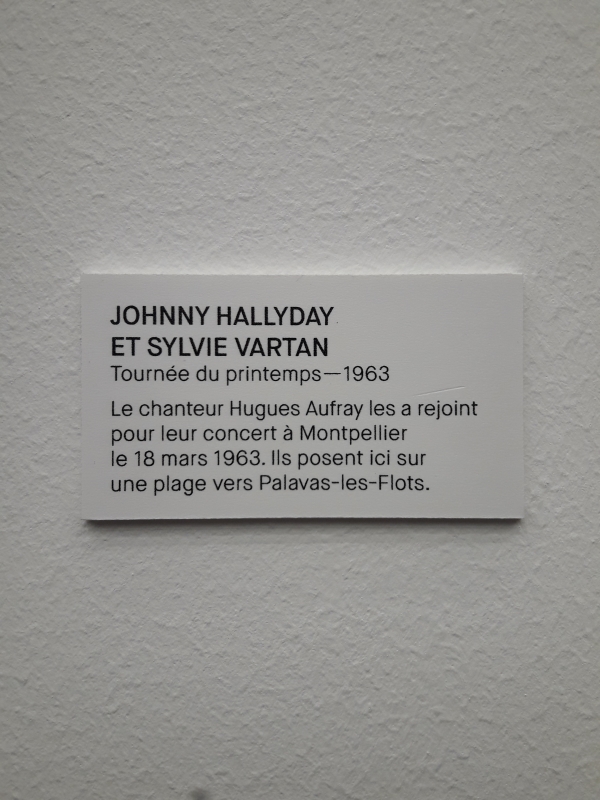 JOHNNY HALLYDAY
ET SYLVIE VARTAN
Tournée du printemps—1963
Le chanteur Hugues Aufray les a rejoint
pour leur concert à Montpellier
le 18 mars 1963. Ils posent ici sur
une plage vers Palavas-les-Flots.